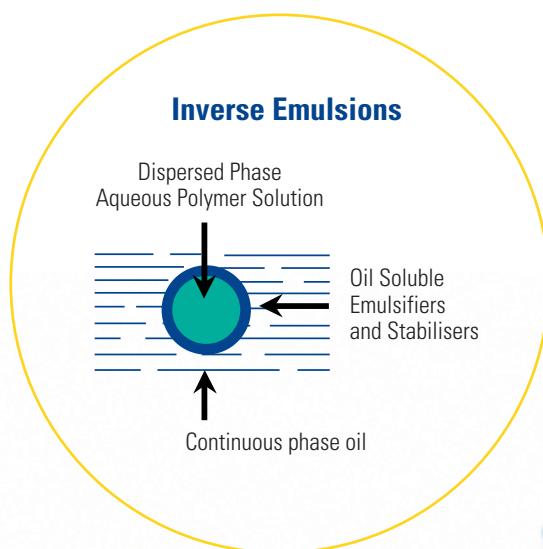 Inverse Emulsions
Dispersed Phase
Aqueous Polymer Solution
Oil Soluble
Emulsifiers
and Stabilisers
Continuous phase oil